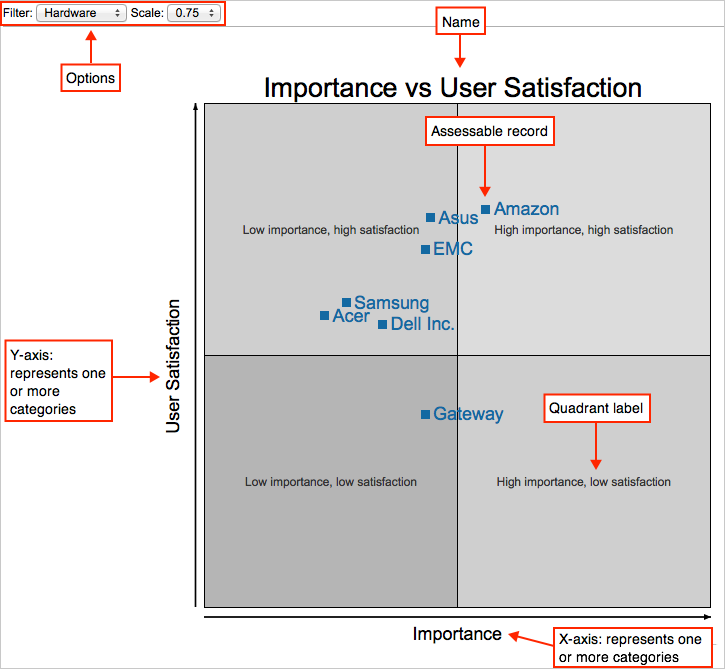 Filter: Hardware Scale: 0.75
Name
Options
Importance vs User Satisfaction
Assessable record
Amazon
Asus
Low importance, high satisfaction
High importance, high satisfaction
EMC
Samsung
Acer
Dell Inc.
User Satisfaction
Y-axis:
represents one
or more
categories
Gateway
Quadrant label
Low importance, low satisfaction
High importance, low satisfaction
Importance
X-axis: represents one
or more categories